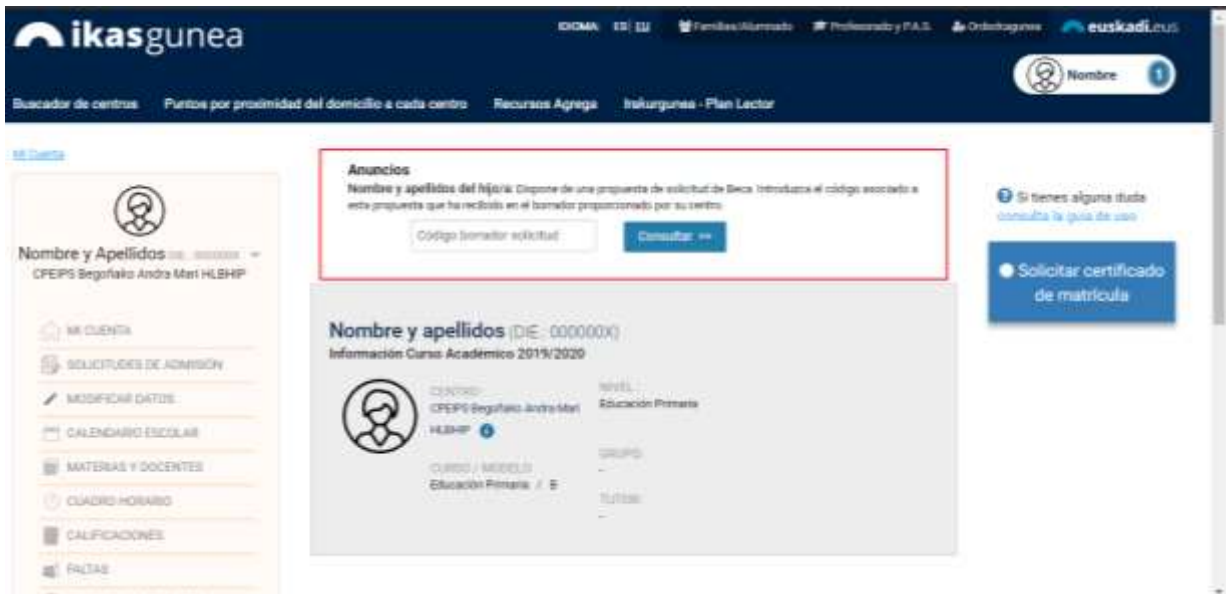 ikasgunea
IDIOMA: ES| EU Familias/Alumnado Profesorado y P.A.S. Ordezkagunea euskadi.eus
Nombre 1
Buscador de centros Puntos por proximidad del domicilio a cada centro Recursos Agrega Irakurgunea - Plan Lector
Mi Cuenta
Anuncios
Nombre y apellidos del hijo/a: Dispone de una propuesta de solicitud de Beca. Introduzca el código asociado a
esta propuesta que ha recibido en el borrador proporcionado por su centro
Código borrador solicitud Consultar >>
Si tienes alguna duda
consulta la guía de uso
Solicitar certificado
de matrícula
Nombre y Apellidos
CPEIPS Begoñako Andra Mari HLBHIP
MI CUENTA
SOLICITUDES DE ADMISIÓN
MODIFICAR DATOS
CALENDARIO ESCOLAR
MATERIAS Y DOCENTES
CUADRO HORARIO
CALIFICACIONES
FALTAS
Nombre y apellidos (DIE.: 000000X)
Información Curso Académico 2019/2020
CENTRO:
CPEIPS Begoñako Andra Mari
HLBHIP
NIVEL:
Educación Primaria
CURSO / MODELO
Educación Primaria / B
GRUPO:
--
TUTOR:
--